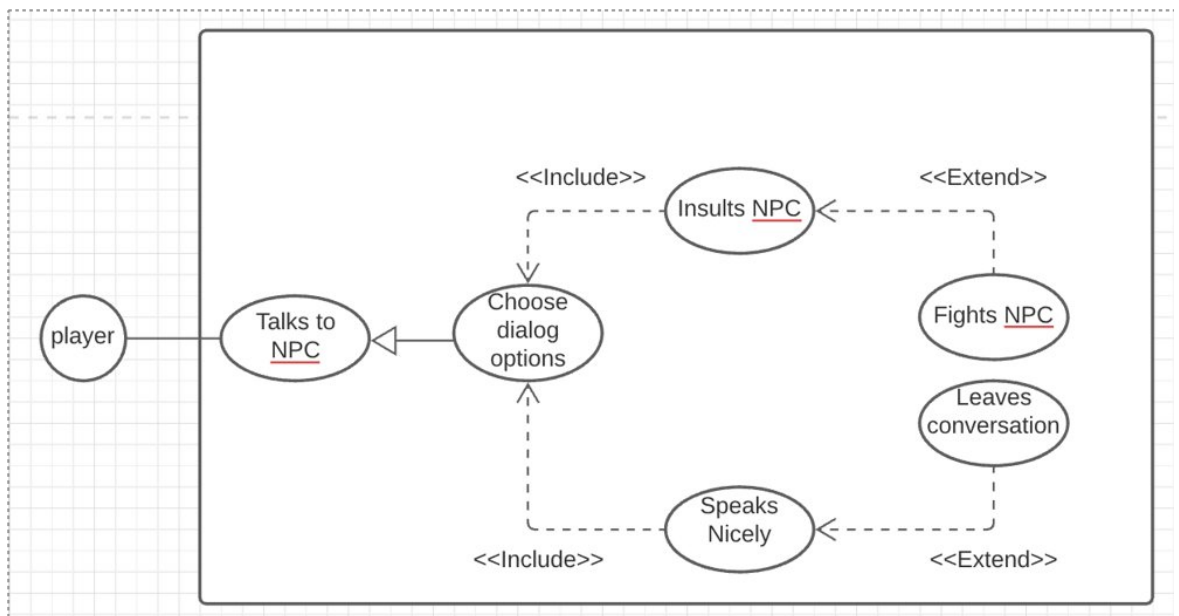 <<Include>>
<<Extend>>
Insults NPC
player
Talks to
NPC
Choose
dialog
options
Fights NPC
Leaves
conversation
Speaks
Nicely
<<Include>>
<<Extend>>